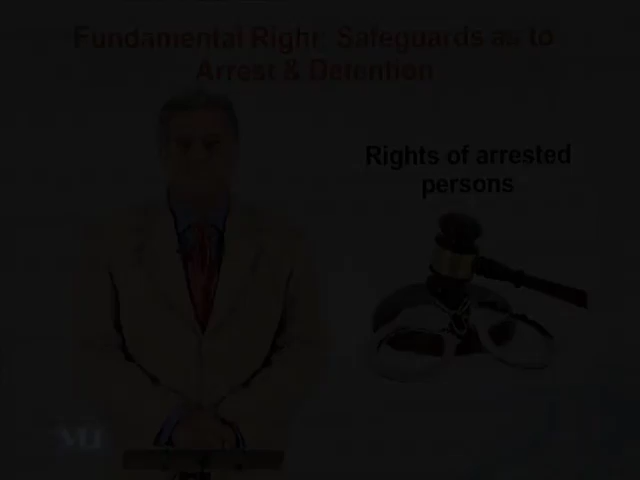 Fundamental Right: Safeguards as to
Arrest & Detention
Rights of arrested
persons